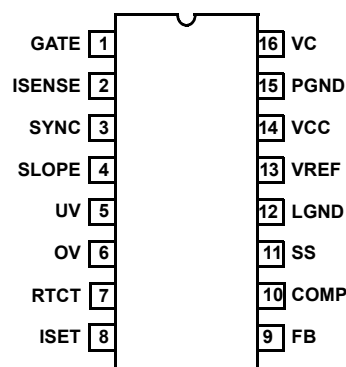 GATE 1 16 VC
ISENSE 2 15 PGND
SYNC 3 14 VCC
SLOPE 4 13 VREF
UV 5 12 LGND
OV 6 11 SS
RTCT 7 10 COMP
ISET 8 9 FB